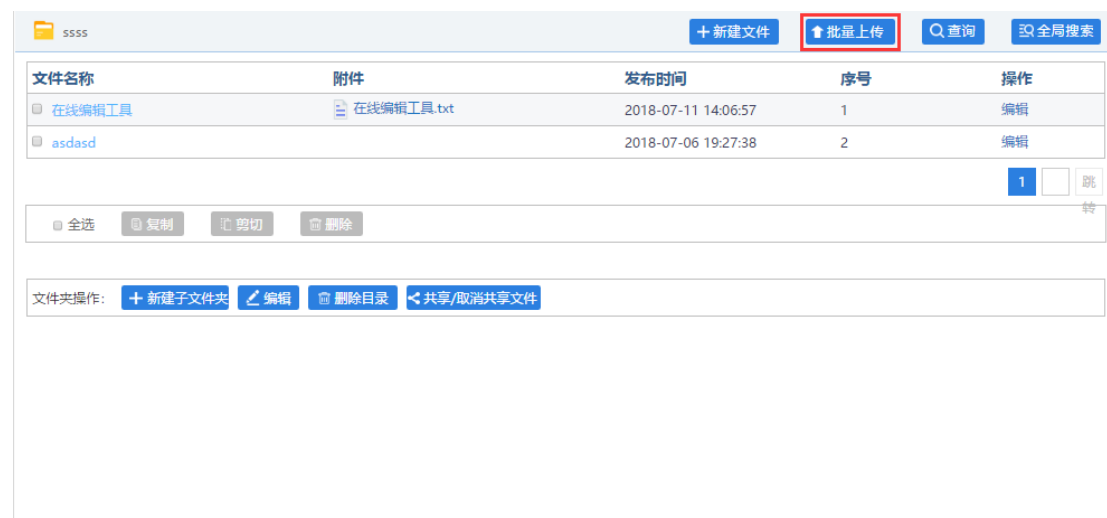 ssss 新建文件 批量上传 查询 全局搜索
文件名称 附件 发布时间 序号 操作
在线编辑工具 在线编辑工具.txt 2018-07-11 14:06:57 1 编辑
asdasd 2018-07-06 19:27:38 2 编辑
1 跳
转
全选 复制 剪切 删除
文件夹操作: 新建子文件夹 编辑 删除目录 共享/取消共享文件